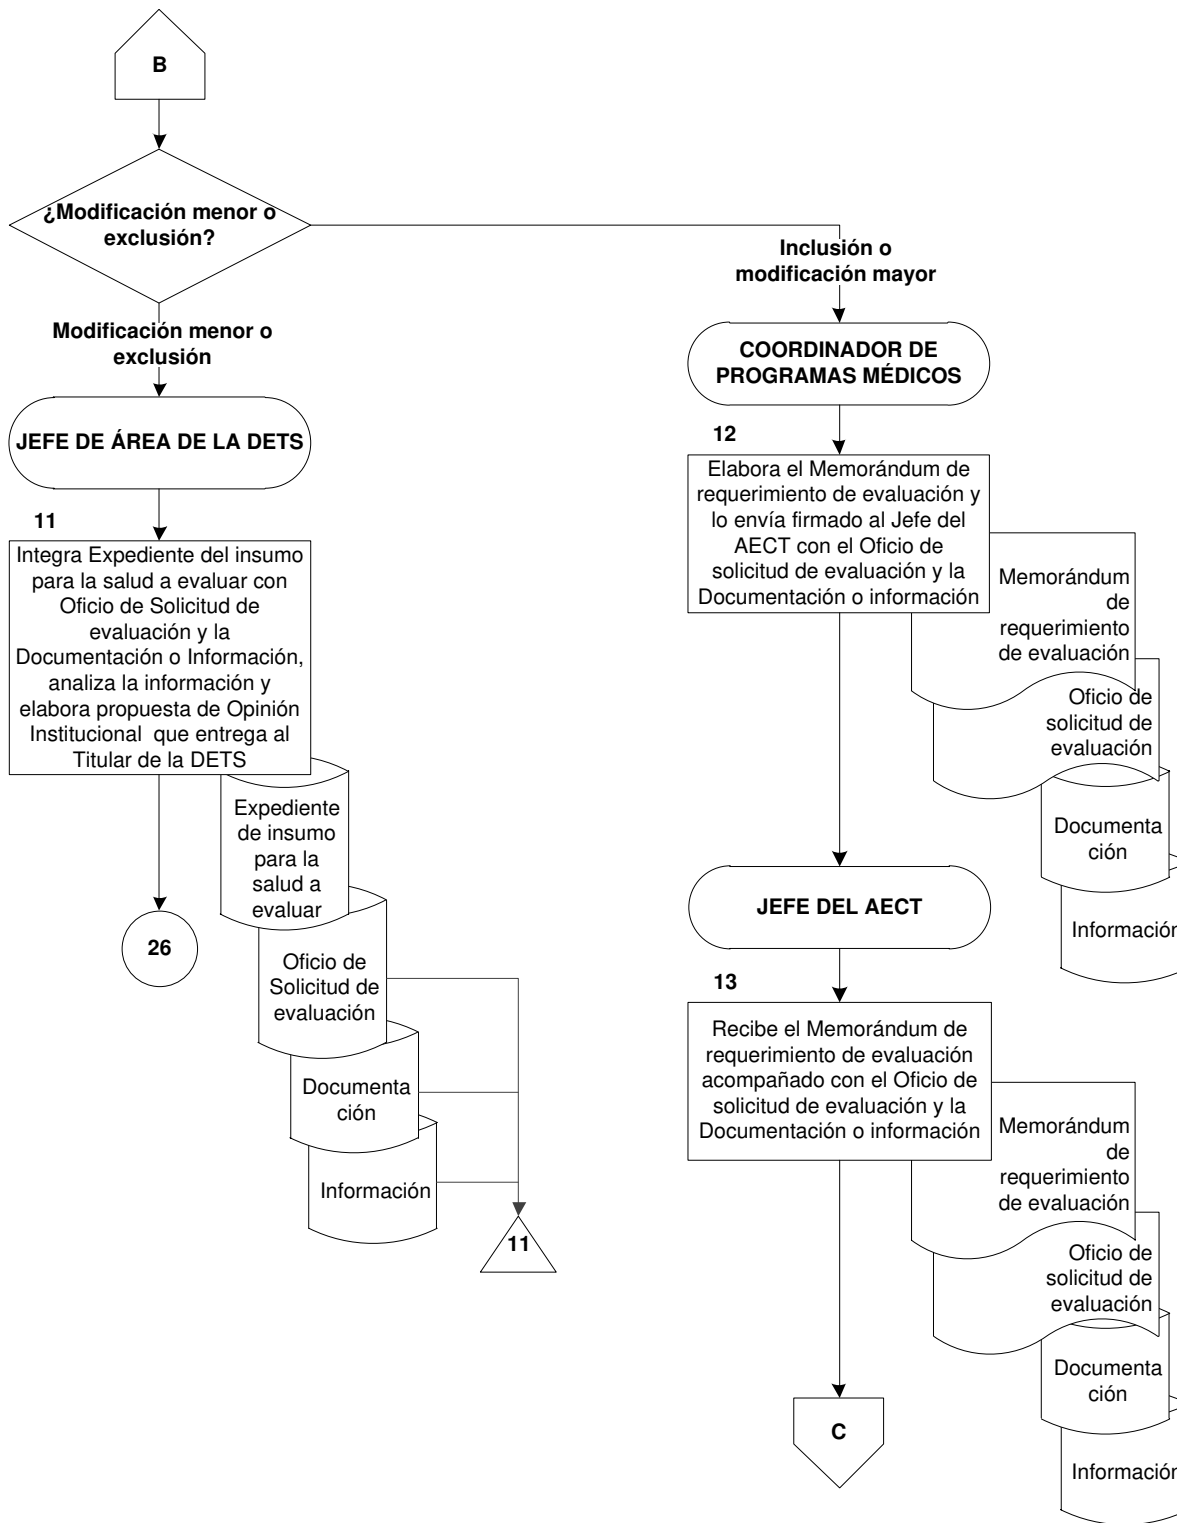 B
¿Modificación menor o
exclusión?
Inclusión o
modificación mayor
Modificación menor o
exclusión
JEFE DE ÁREA DE LA DETS
11
Integra Expediente del insumo
para la salud a evaluar con
Oficio de Solicitud de
evaluación y la
Documentación o Información,
analiza la información y
elabora propuesta de Opinión
Institucional que entrega al
Titular de la DETS
Expediente
de insumo
para la
salud a
evaluar
26
Oficio de
Solicitud de
evaluación
Documenta
ción
Información
11
COORDINADOR DE
PROGRAMAS MÉDICOS
12
Elabora el Memorándum de
requerimiento de evaluación y
lo envía firmado al Jefe del
AECT con el Oficio de
solicitud de evaluación y la
Documentación o información
Memorándum
de
requerimiento
de evaluación
Oficio de
solicitud de
evaluación
Documenta
ción
Información
JEFE DEL AECT
13
Recibe el Memorándum de
requerimiento de evaluación
acompañado con el Oficio de
solicitud de evaluación y la
Documentación o información
Memorándum
de
requerimiento
de evaluación
Oficio de
solicitud de
evaluación
Documenta
ción
Información
C